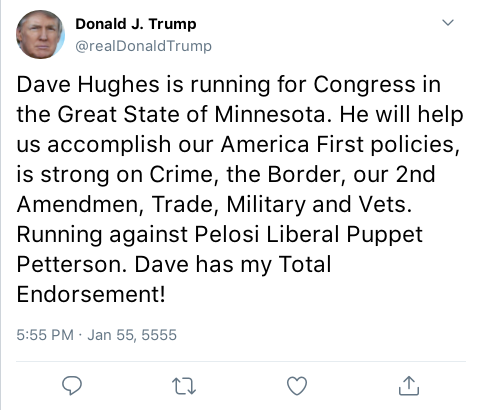 Donald J. Trump
@realDonaldTrump
Dave Hughes is running for Congress in
the Great State of Minnesota. He will help
us accomplish our America First policies,
is strong on Crime, the Border, our 2nd
Amendmen, Trade, Military and Vets.
Running against Pelosi Liberal Puppet
Petterson. Dave has my Total
Endorsement!
5:55 PM · Jan 55, 5555